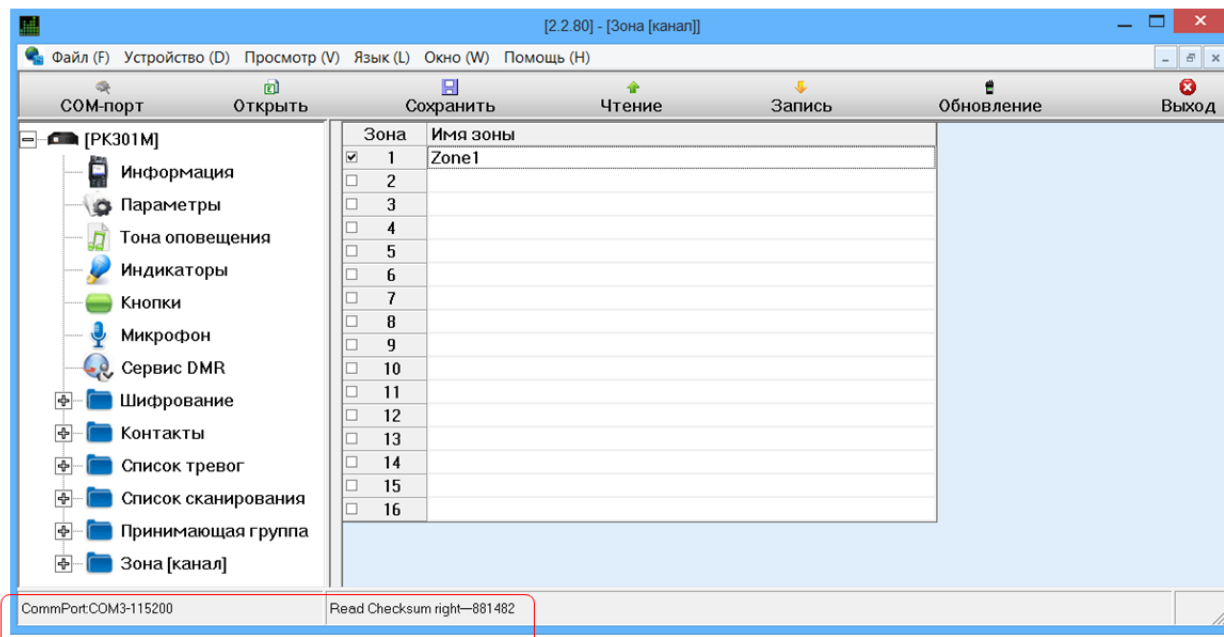 [2.2.80] - [Зона [канал]]
Файл (F) Устройство (D) Просмотр (V) Язык (L) Окно (W) Помощь (H)
COM-порт Открыть Сохранить Чтение Запись Обновление Выход
[РК301М]
Информация
Параметры
Тона оповещения
Индикаторы
Кнопки
Микрофон
Сервис DMR
Шифрование
Контакты
Список тревог
Список сканирования
Принимающая группа
Зона [канал]
Зона Имя зоны
1 Zone1
2
3
4
5
6
7
8
9
10
11
12
13
14
15
16
CommPort:COM3-115200 Read Checksum right—881482